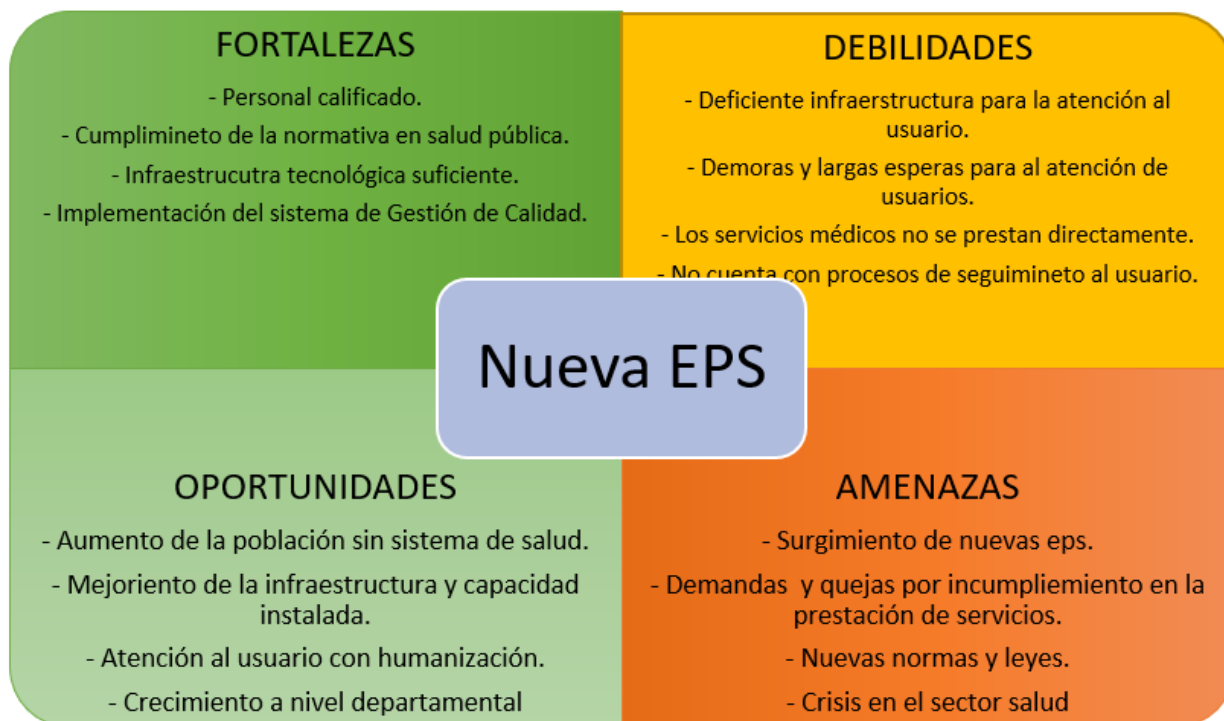 FORTALEZAS
- Personal calificado.
- Cumplimineto de la normativa en salud pública.
- Infraestrucutra tecnológica suficiente.
- Implementación del sistema de Gestión de Calidad.
DEBILIDADES
- Deficiente infraerstructura para la atención al
usuario.
- Demoras y largas esperas para al atención de
usuarios.
- Los servicios médicos no se prestan directamente.
- No cuenta con procesos de seguimineto al usuario.
Nueva EPS
OPORTUNIDADES
- Aumento de la población sin sistema de salud.
- Mejoriento de la infraestructura y capacidad
instalada.
- Atención al usuario con humanización.
- Crecimiento a nivel departamental
AMENAZAS
- Surgimiento de nuevas eps.
- Demandas  y quejas por incumpliemiento en la
prestación de servicios.
- Nuevas normas y leyes.
- Crisis en el sector salud